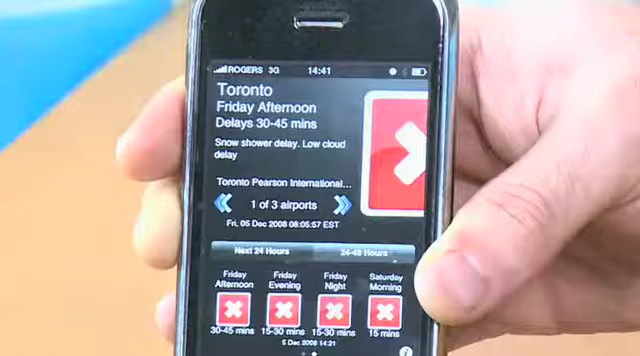 ROGERS 3G 14:41
Toronto
Friday Afternoon
Delays 30-45 mins
Snow shower delay. Low cloud
delay
Toronto Pearson International...
1 of 3 airports
Fri, 05 Dec 2008 08:05:57 EST
Next 24 Hours 24-48 Hours
Friday Afternoon Friday Evening Friday Night Saturday Morning
30-45 mins 15-30 mins 15-30 mins 15 mins
5 Dec 2008 14:21